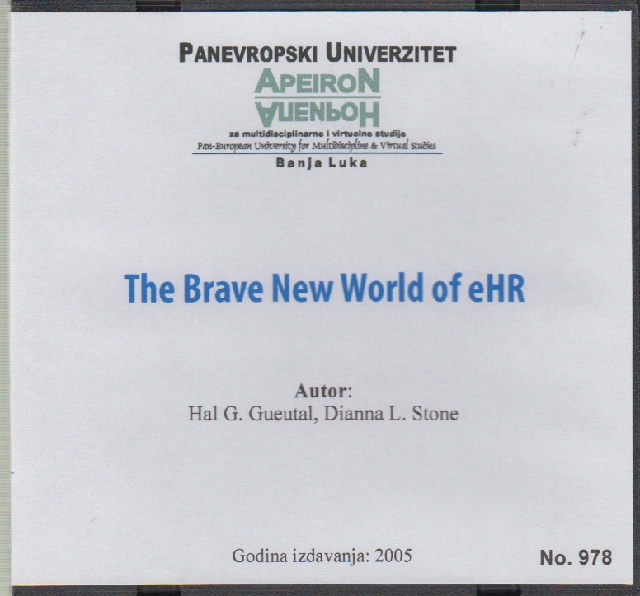 PANEVROPSKI UNIVERZITET
APEIRON
АПЕИРОН
za multidisciplinarne i virtuelne studije
Pan-European University for Multidiscipline & Virtual Studies
Banja Luka
The Brave New World of eHR
Autor:
Hal G. Gueutal, Dianna L. Stone
Godina izdavanja: 2005
No. 978